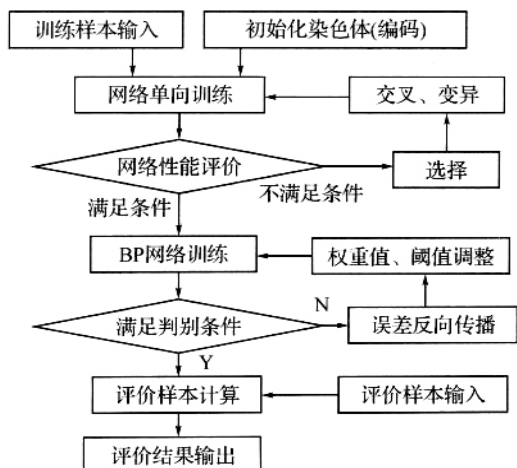 训练样本输入
初始化染色体(编码)
网络单向训练
交叉、变异
网络性能评价
选择
满足条件
不满足条件
BP网络训练
权重值、阈值调整
N
满足判别条件
误差反向传播
Y
评价样本计算
评价样本输入
评价结果输出